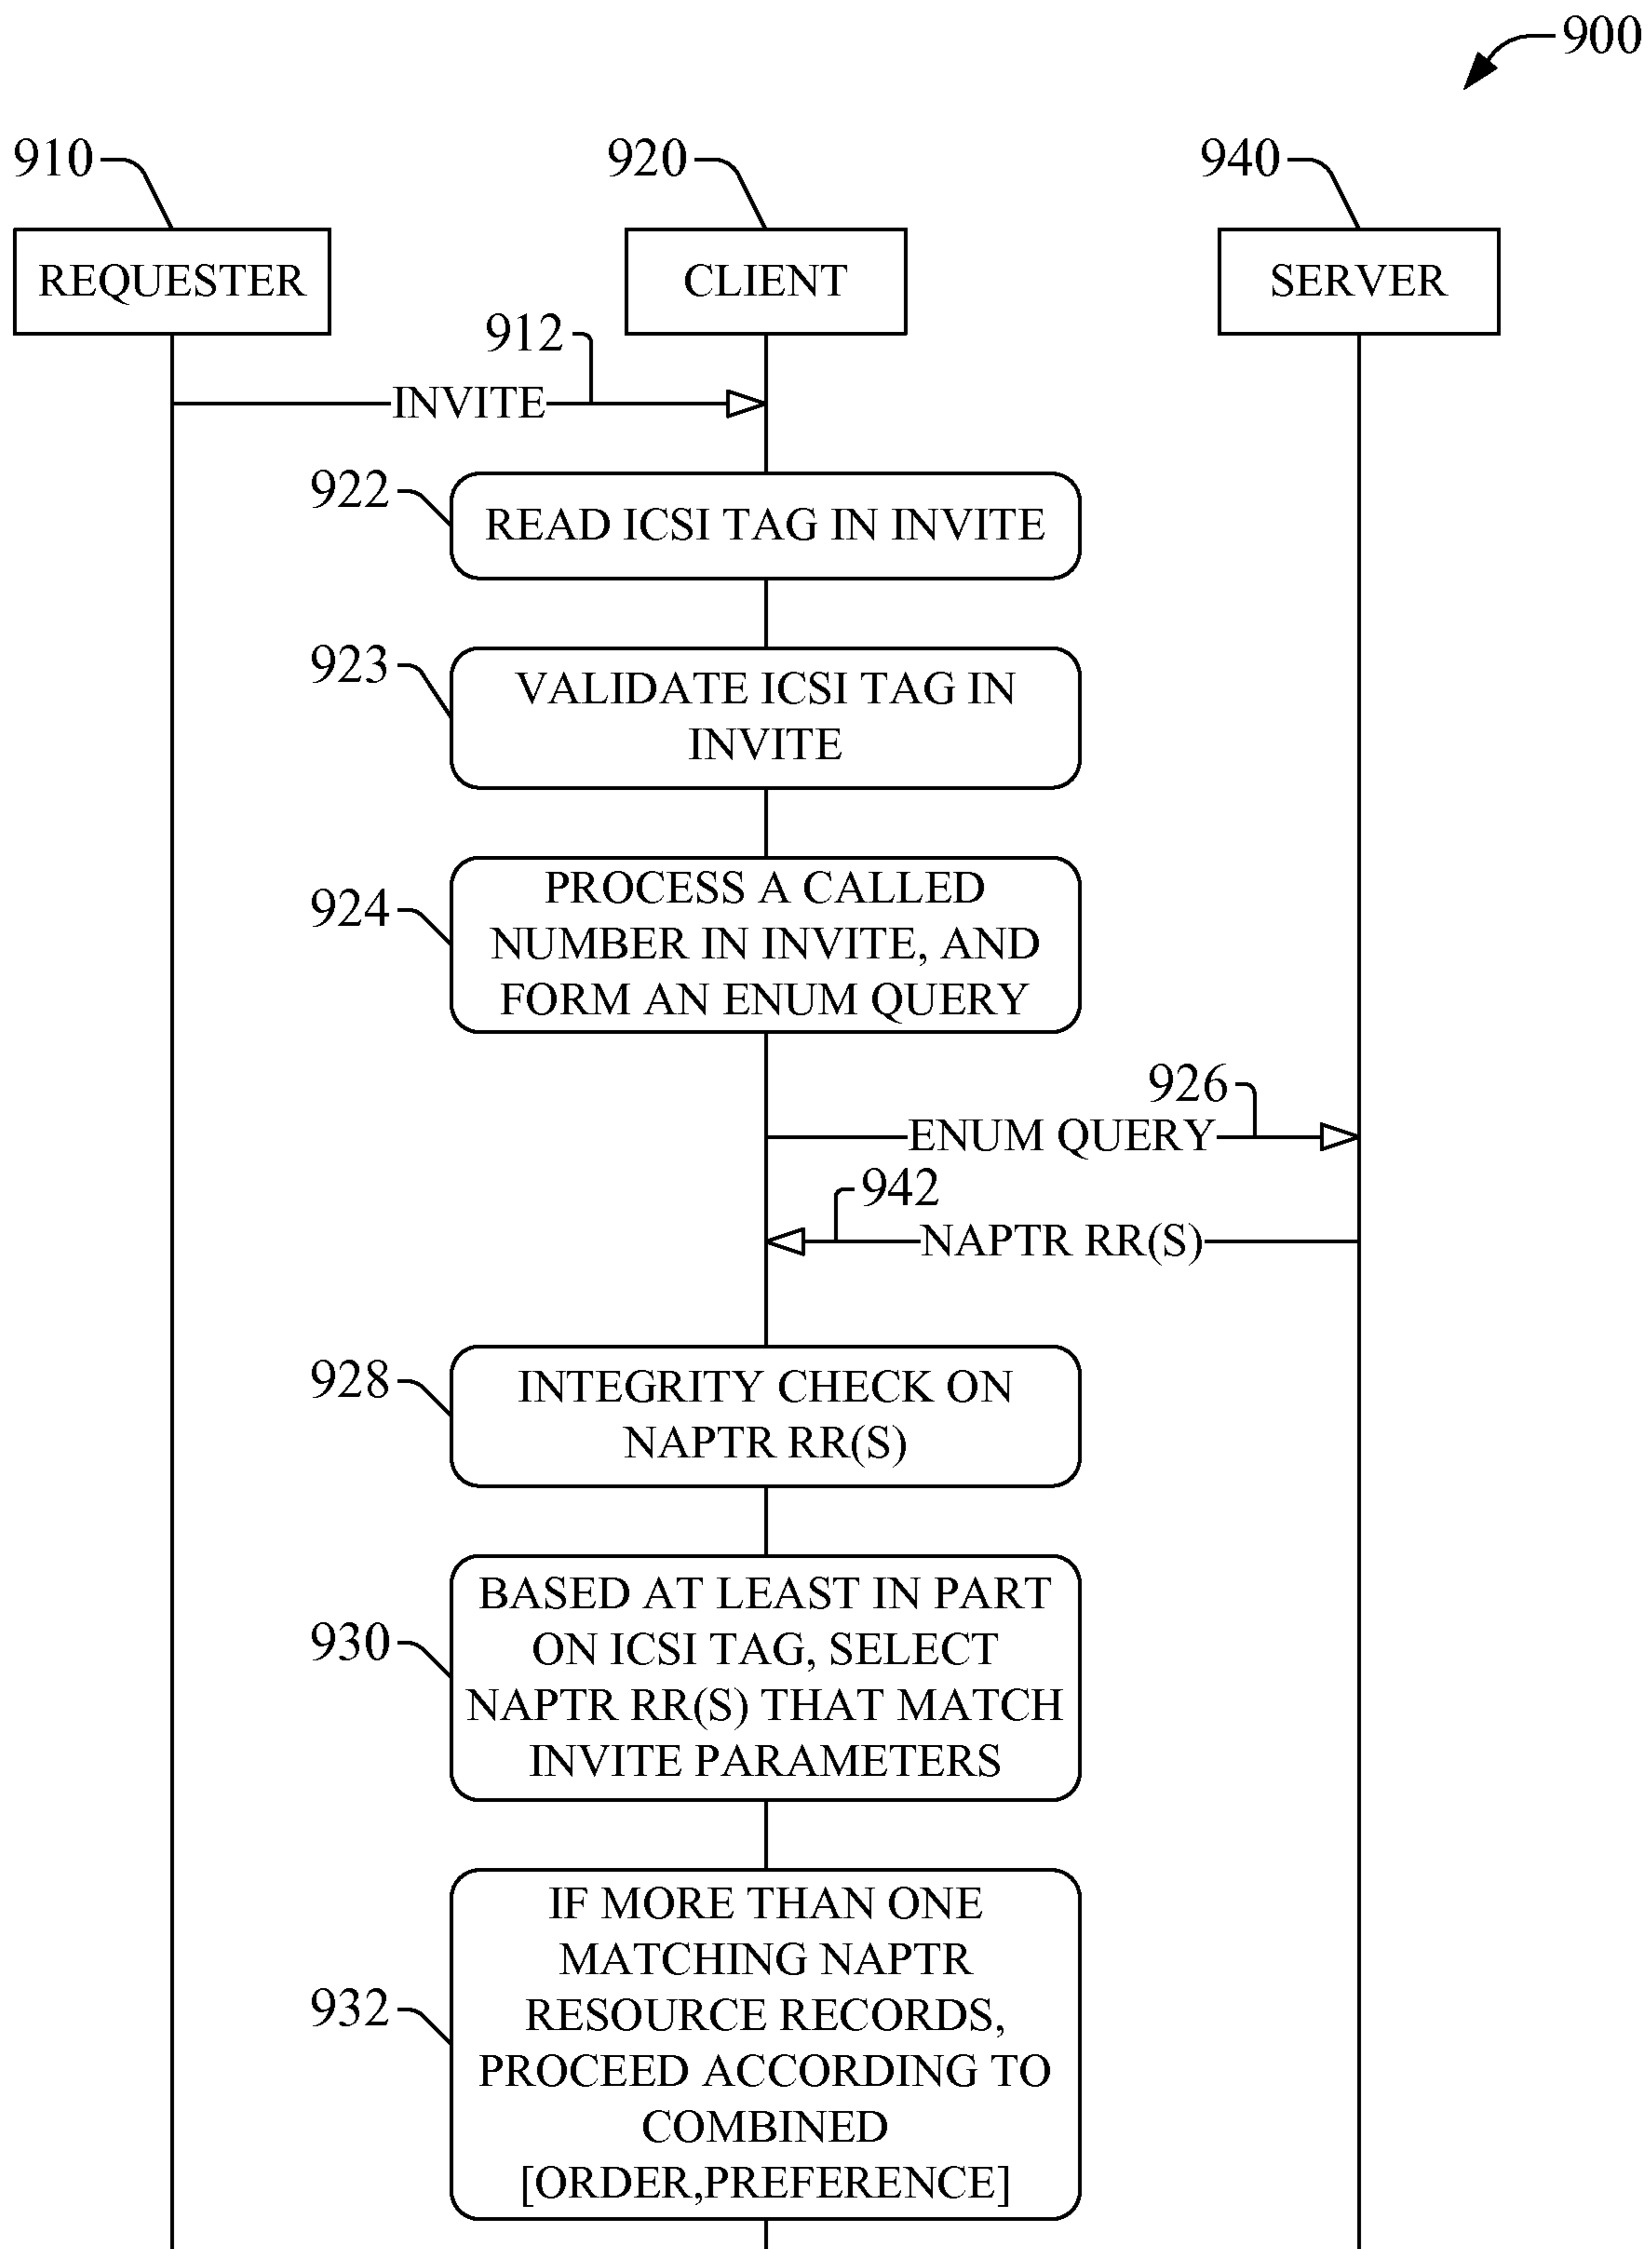 900
910
920
940
REQUESTER
CLIENT
SERVER
912
INVITE
922
READ ICSI TAG IN INVITE
923
VALIDATE ICSI TAG IN
INVITE
924
PROCESS A CALLED
NUMBER IN INVITE, AND
FORM AN ENUM QUERY
926
ENUM QUERY
942
NAPTR RR(S)
928
INTEGRITY CHECK ON
NAPTR RR(S)
930
BASED AT LEAST IN PART
ON ICSI TAG, SELECT
NAPTR RR(S) THAT MATCH
INVITE PARAMETERS
932
IF MORE THAN ONE
MATCHING NAPTR
RESOURCE RECORDS,
PROCEED ACCORDING TO
COMBINED
[ORDER,PREFERENCE]